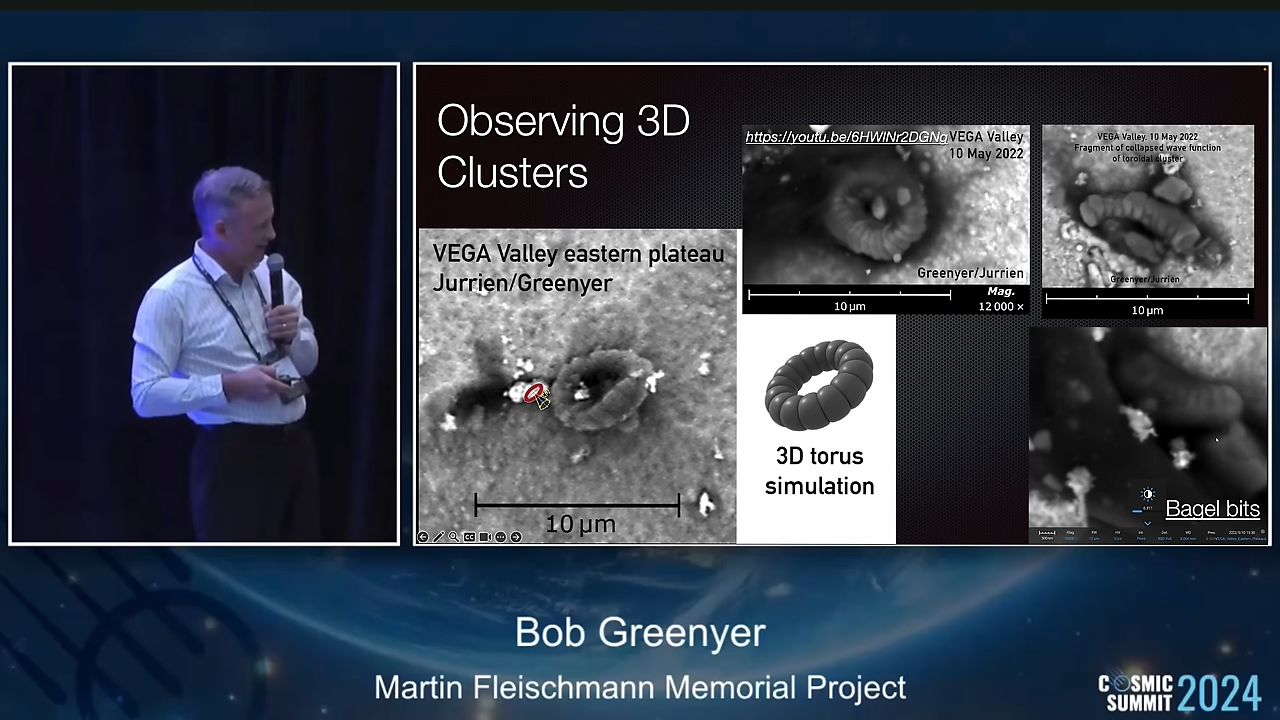 Observing 3D
Clusters
https://youtu.be/6HWINr2DGNg
VEGA Valley
10 May 2022
Greenyer/Jurrien
10 µm
Mag.
12 000 ×
VEGA Valley. 10 May 2022
Fragment of collapsed wave function
of toroidal cluster
Greenyer/Jurrien
10 µm
VEGA Valley eastern plateau
Jurrien/Greenyer
10 µm
3D torus
simulation
Bagel bits
Bob Greenyer
Martin Fleischmann Memorial Project
COSMIC
SUMMIT
2024